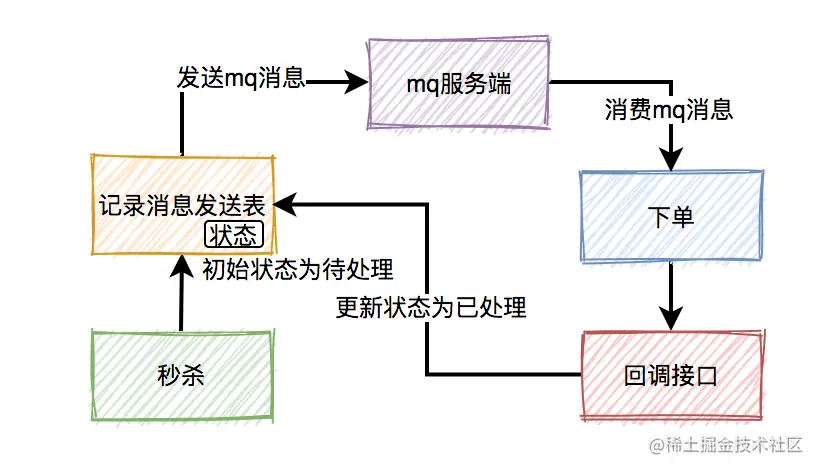 发送mq消息
mq服务端
消费mq消息
记录消息发送表
状态
下单
初始状态为待处理
更新状态为已处理
秒杀
回调接口
@稀土掘金技术社区